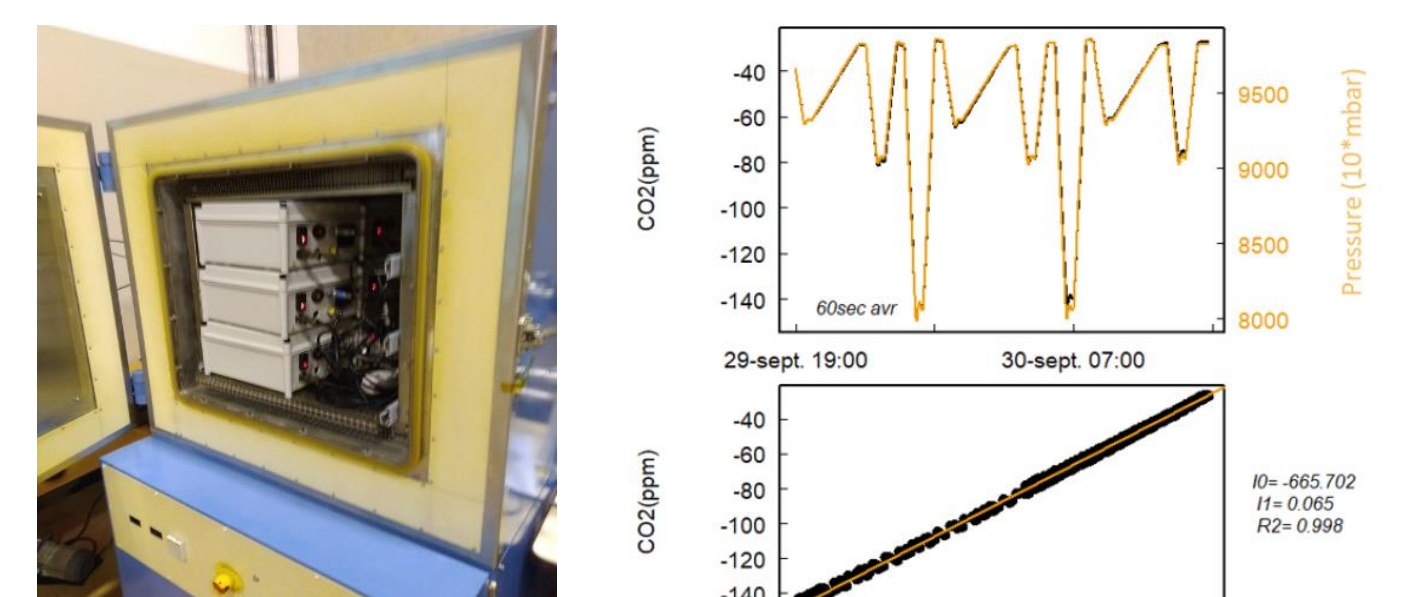 CO2(ppm)
-40
-60
-80
-100
-120
-140
60sec avr
9500
9000
8500
8000
Pressure (10*mbar)
29-sept. 19:00
30-sept. 07:00
CO2(ppm)
-40
-60
-80
-100
-120
-140
I0= -665.702
I1= 0.065
R2= 0.998